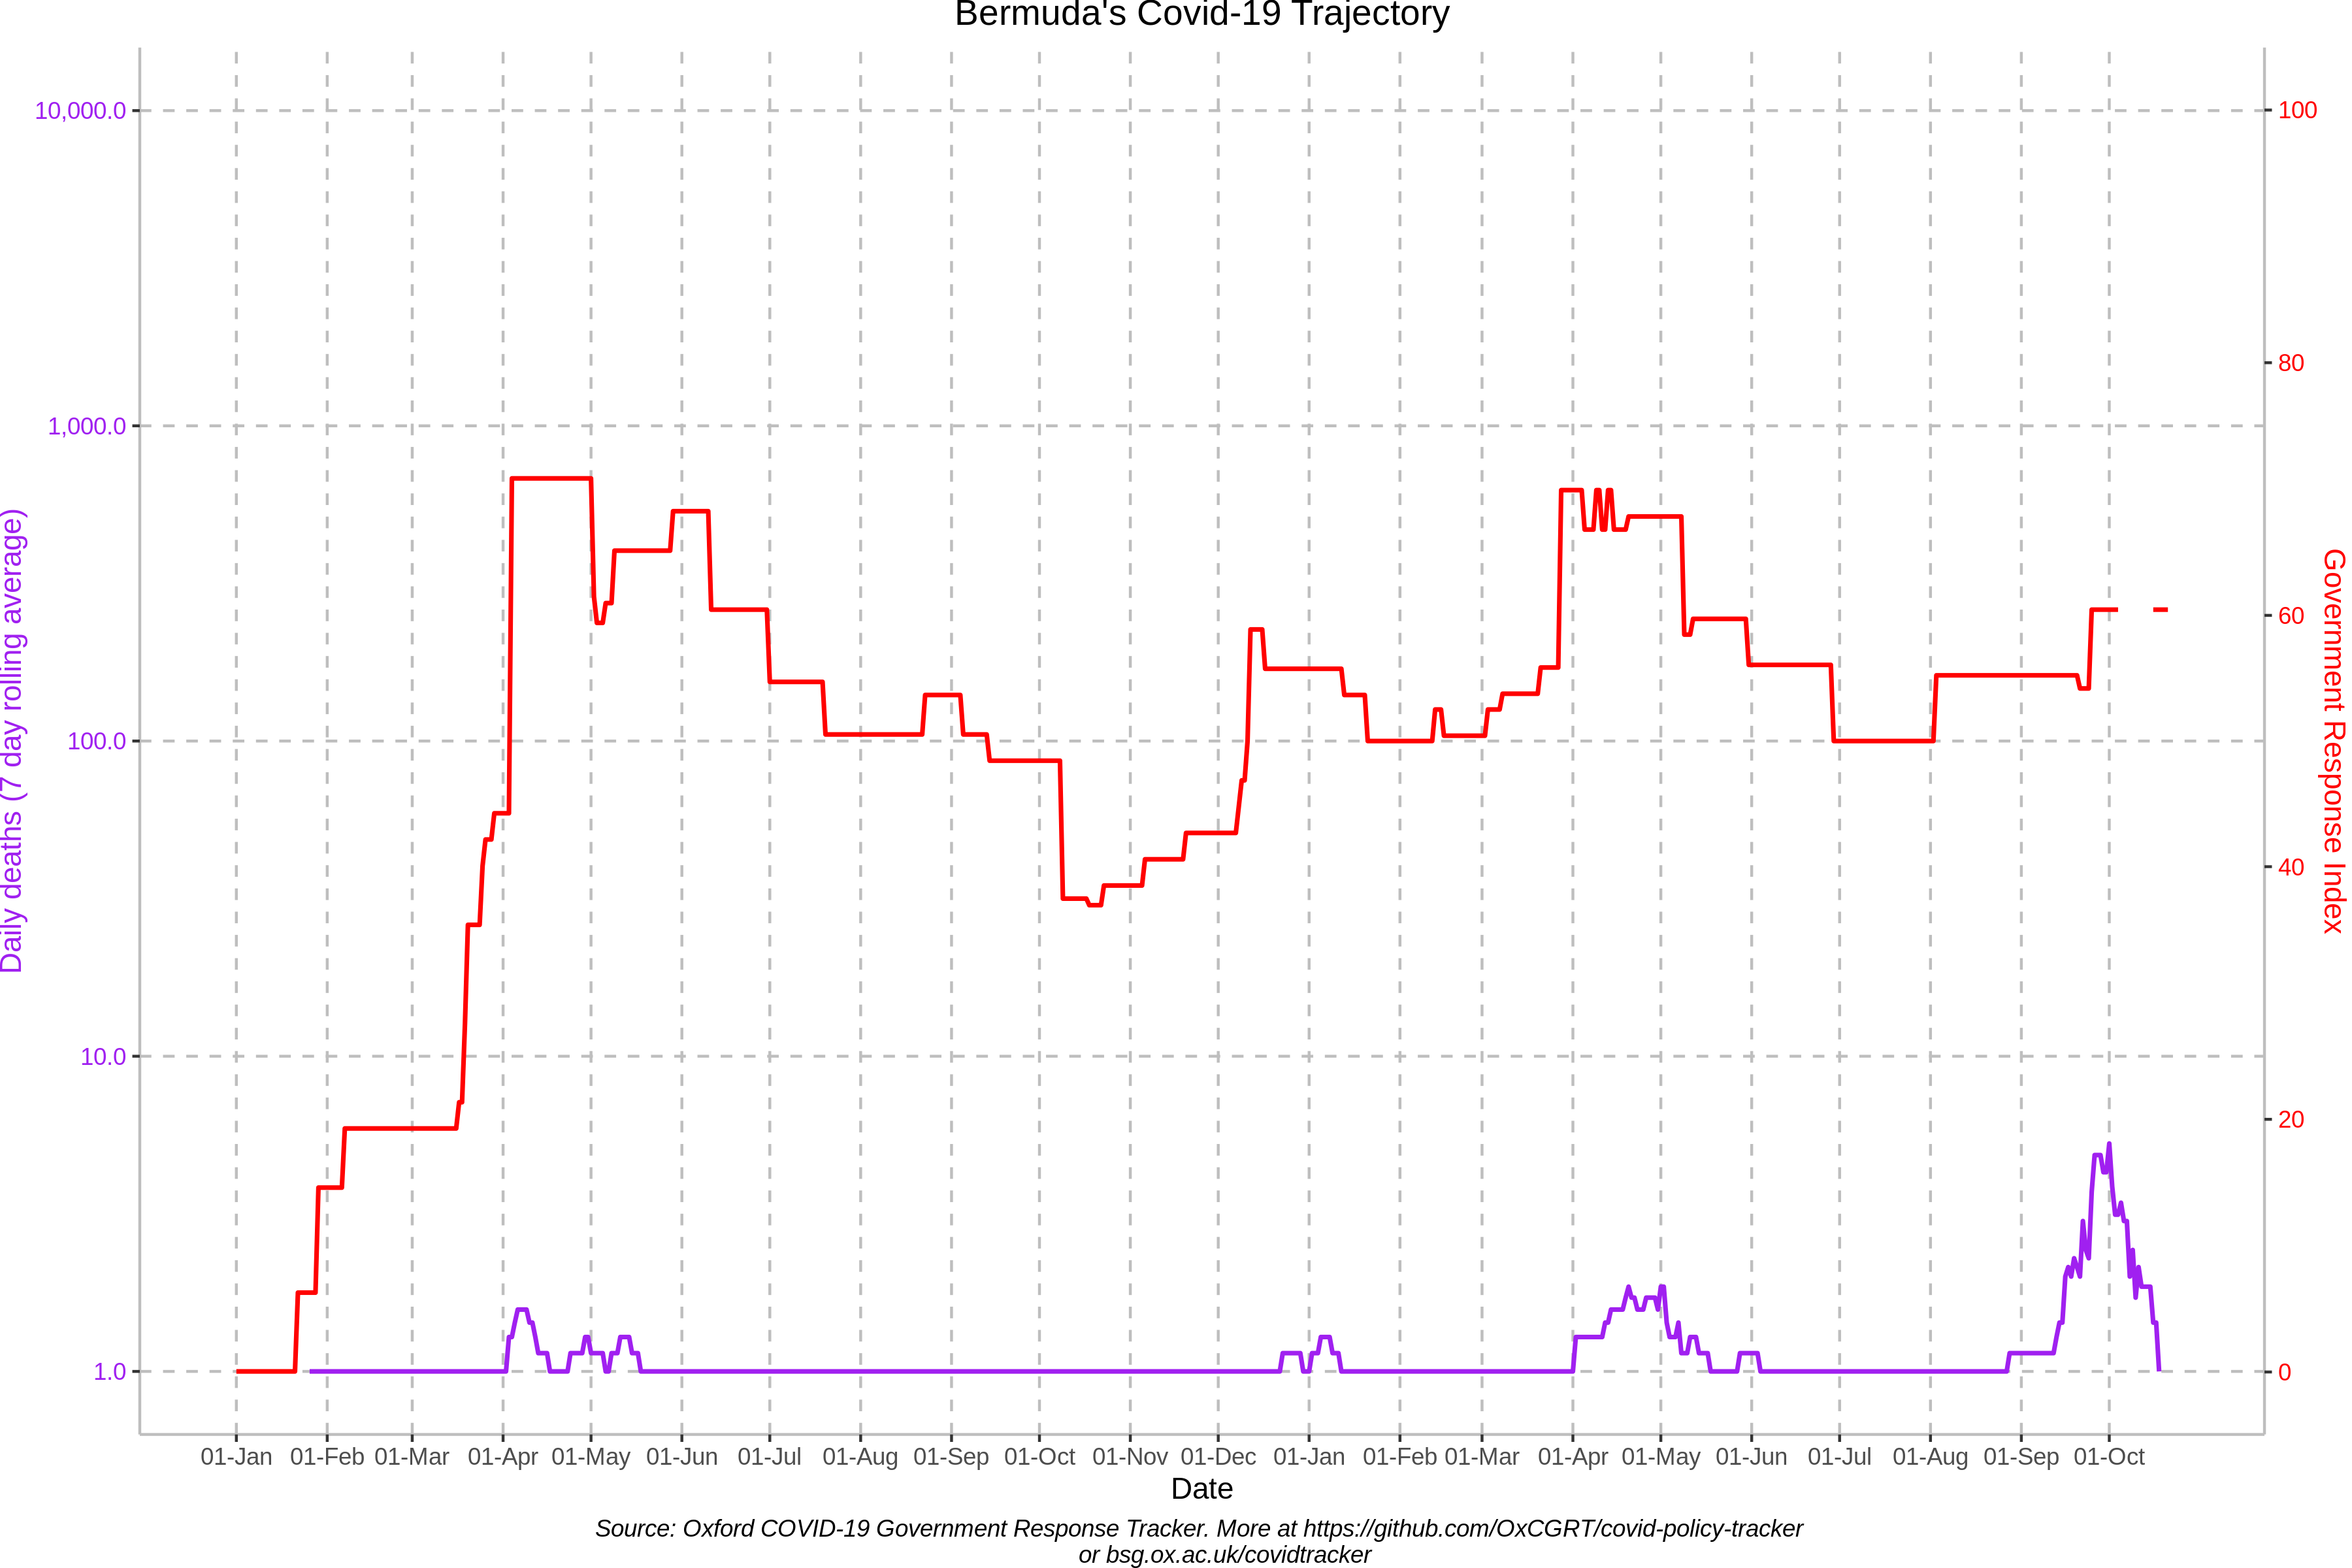 Bermuda's Covid-19 Trajectory
10,000.0
1,000.0
100.0
10.0
1.0
Daily deaths (7 day rolling average)
100
80
60
40
20
0
Government Response Index
01-Jan 01-Feb 01-Mar 01-Apr 01-May 01-Jun 01-Jul 01-Aug 01-Sep 01-Oct 01-Nov 01-Dec 01-Jan 01-Feb 01-Mar 01-Apr 01-May 01-Jun 01-Jul 01-Aug 01-Sep 01-Oct
Date
Source: Oxford COVID-19 Government Response Tracker. More at https://github.com/OxCGRT/covid-policy-tracker
or bsg.ox.ac.uk/covidtracker